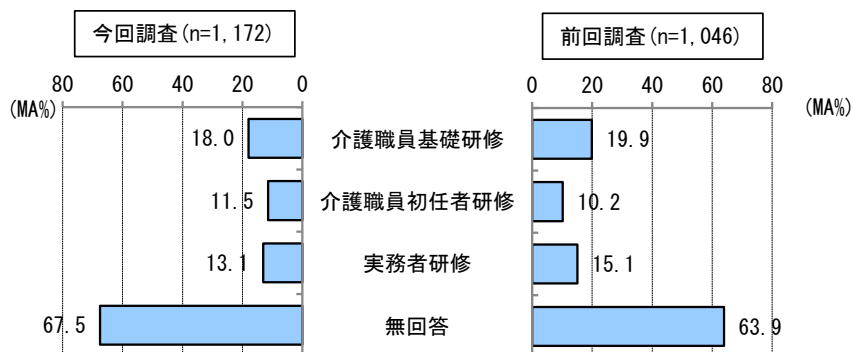 今回調査(n=1,172)
前回調査(n=1,046)
80 60 40 20 0
0 20 40 60 80
(MA%)
(MA%)
18.0 介護職員基礎研修 19.9
11.5 介護職員初任者研修 10.2
13.1 実務者研修 15.1
67.5 無回答 63.9